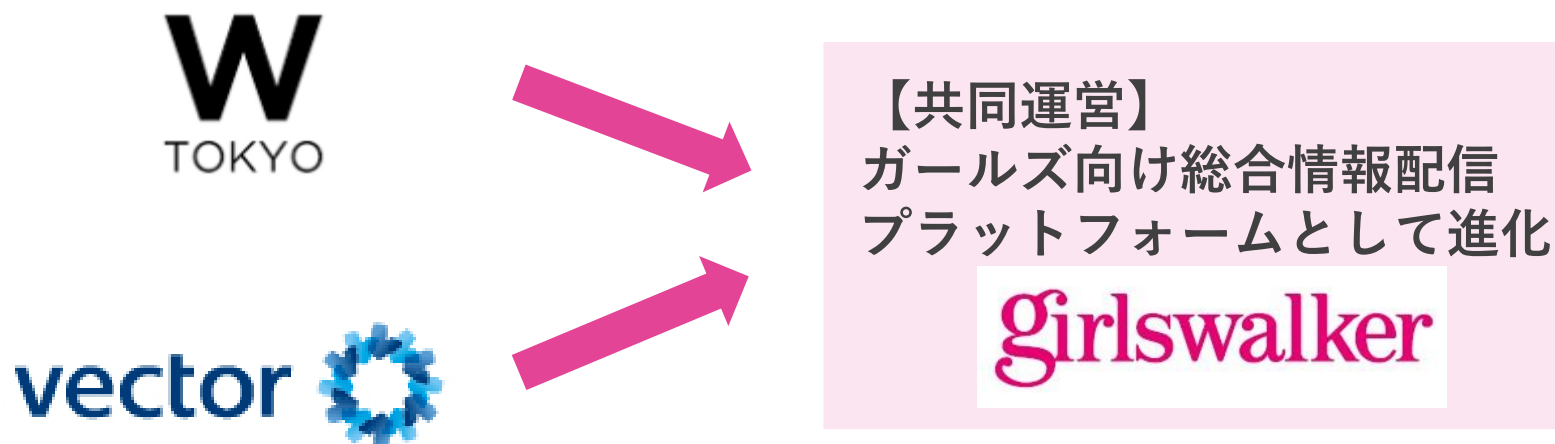 W
TOKYO
vector
【共同運営】
ガールズ向け総合情報配信
プラットフォームとして進化
girlswalker